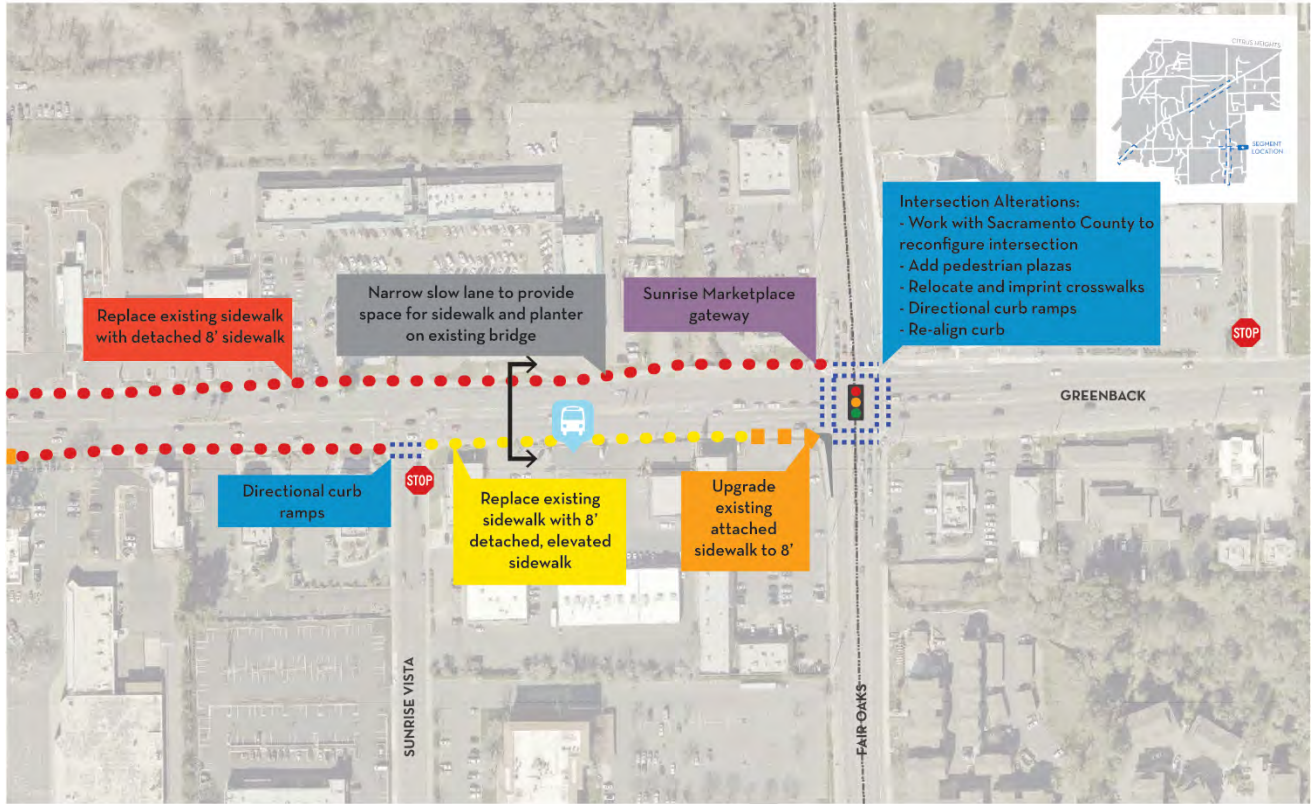 CITRUS HEIGHTS
SEGMENT
LOCATION
Intersection Alterations:
- Work with Sacramento County to
reconfigure intersection
- Add pedestrian plazas
- Relocate and imprint crosswalks
- Directional curb ramps
- Re-align curb
Narrow slow lane to provide
space for sidewalk and planter
on existing bridge
Sunrise Marketplace
gateway
Replace existing sidewalk
with detached 8' sidewalk
STOP
GREENBACK
STOP
Directional curb
ramps
Replace existing
sidewalk with 8'
detached, elevated
sidewalk
Upgrade
existing
attached
sidewalk to 8'
SUNRISE VISTA
FAIR OAKS